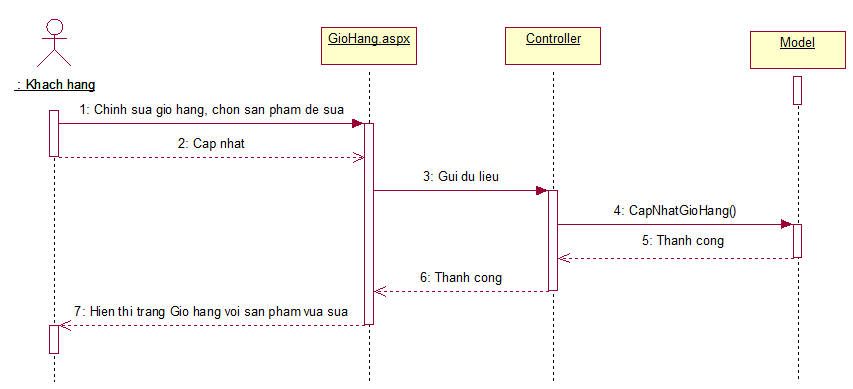 GioHang.aspx
Controller
Model
: Khach hang
1: Chinh sua gio hang, chon san pham de sua
2: Cap nhat
3: Gui du lieu
4: CapNhatGioHang()
5: Thanh cong
6: Thanh cong
7: Hien thi trang Gio hang voi san pham vua sua